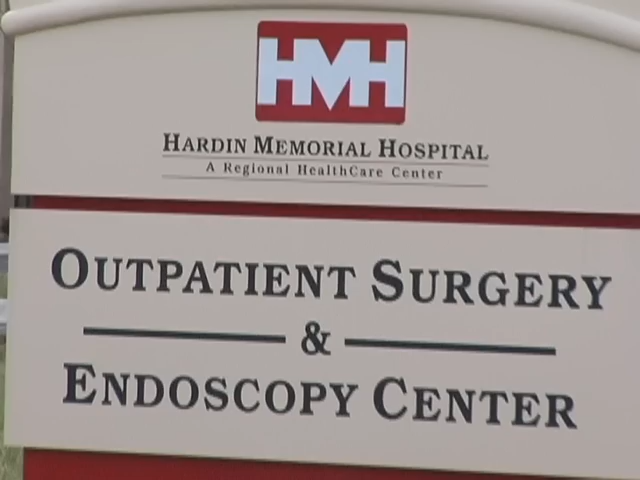 HMH
HARDIN MEMORIAL HOSPITAL
A Regional HealthCare Center
OUTPATIENT SURGERY
&
ENDOSCOPY CENTER